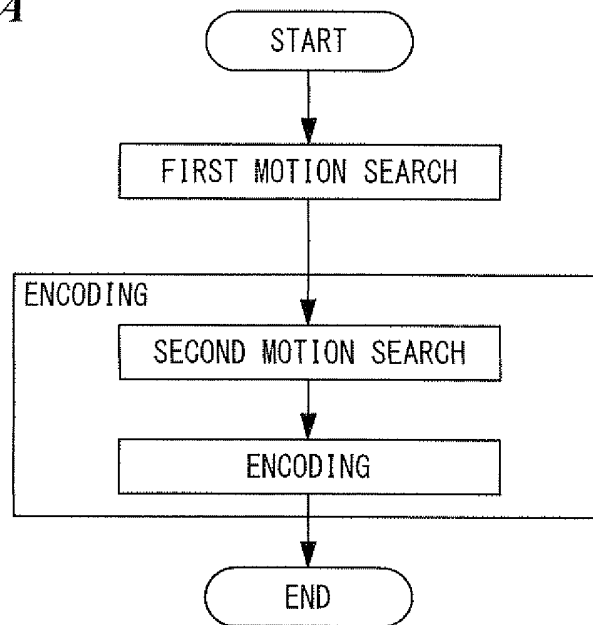 A
START
FIRST MOTION SEARCH
ENCODING
SECOND MOTION SEARCH
ENCODING
END